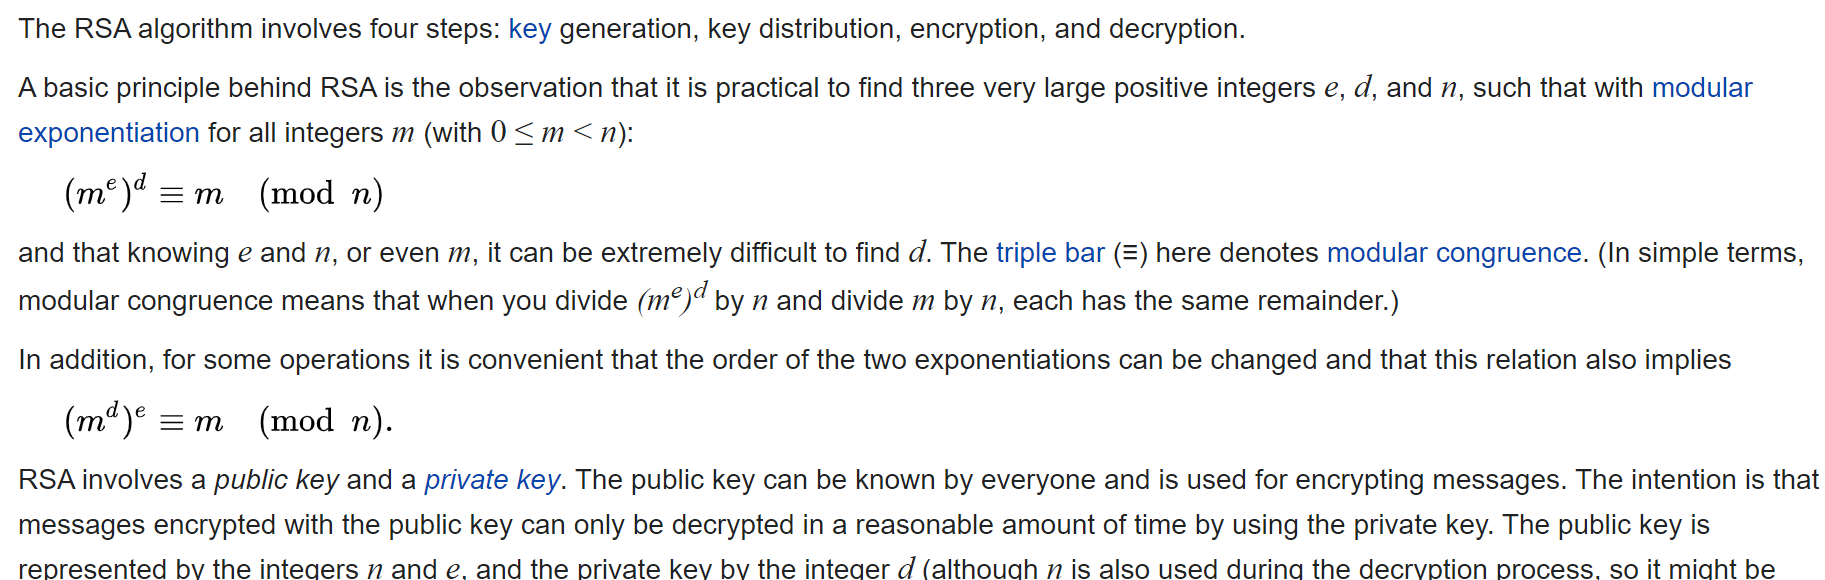 The RSA algorithm involves four steps: key generation, key distribution, encryption, and decryption.
A basic principle behind RSA is the observation that it is practical to find three very large positive integers e, d, and n, such that with modular
exponentiation for all integers m (with 0 ≤ m < n):
(mᵉ)ᵈ ≡ m (mod n)
and that knowing e and n, or even m, it can be extremely difficult to find d. The triple bar (≡) here denotes modular congruence. (In simple terms,
modular congruence means that when you divide (mᵉ)ᵈ by n and divide m by n, each has the same remainder.)
In addition, for some operations it is convenient that the order of the two exponentiations can be changed and that this relation also implies
(mᵈ)ᵉ ≡ m (mod n).
RSA involves a public key and a private key. The public key can be known by everyone and is used for encrypting messages. The intention is that
messages encrypted with the public key can only be decrypted in a reasonable amount of time by using the private key. The public key is
represented by the integers n and e, and the private key by the integer d (although n is also used during the decryption process, so it might be